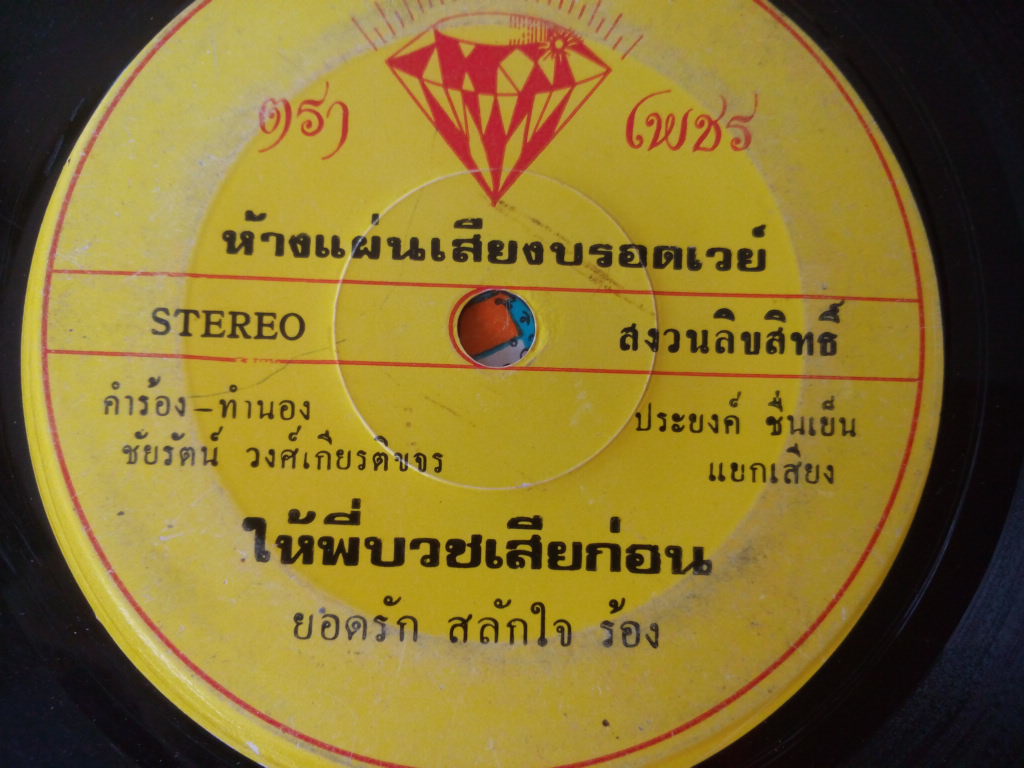 ตรา เพชร
ห้างแผ่นเสียงบรอดเวย์
STEREO สงวนลิขสิทธิ์
คำร้อง - ทำนอง ประยงค์ ชื่นเย็น
ชัยรัตน์ วงศ์เกียรติขจร แยกเสียง
ให้พี่บวชเสียก่อน
ยอดรัก สลักใจ ร้อง